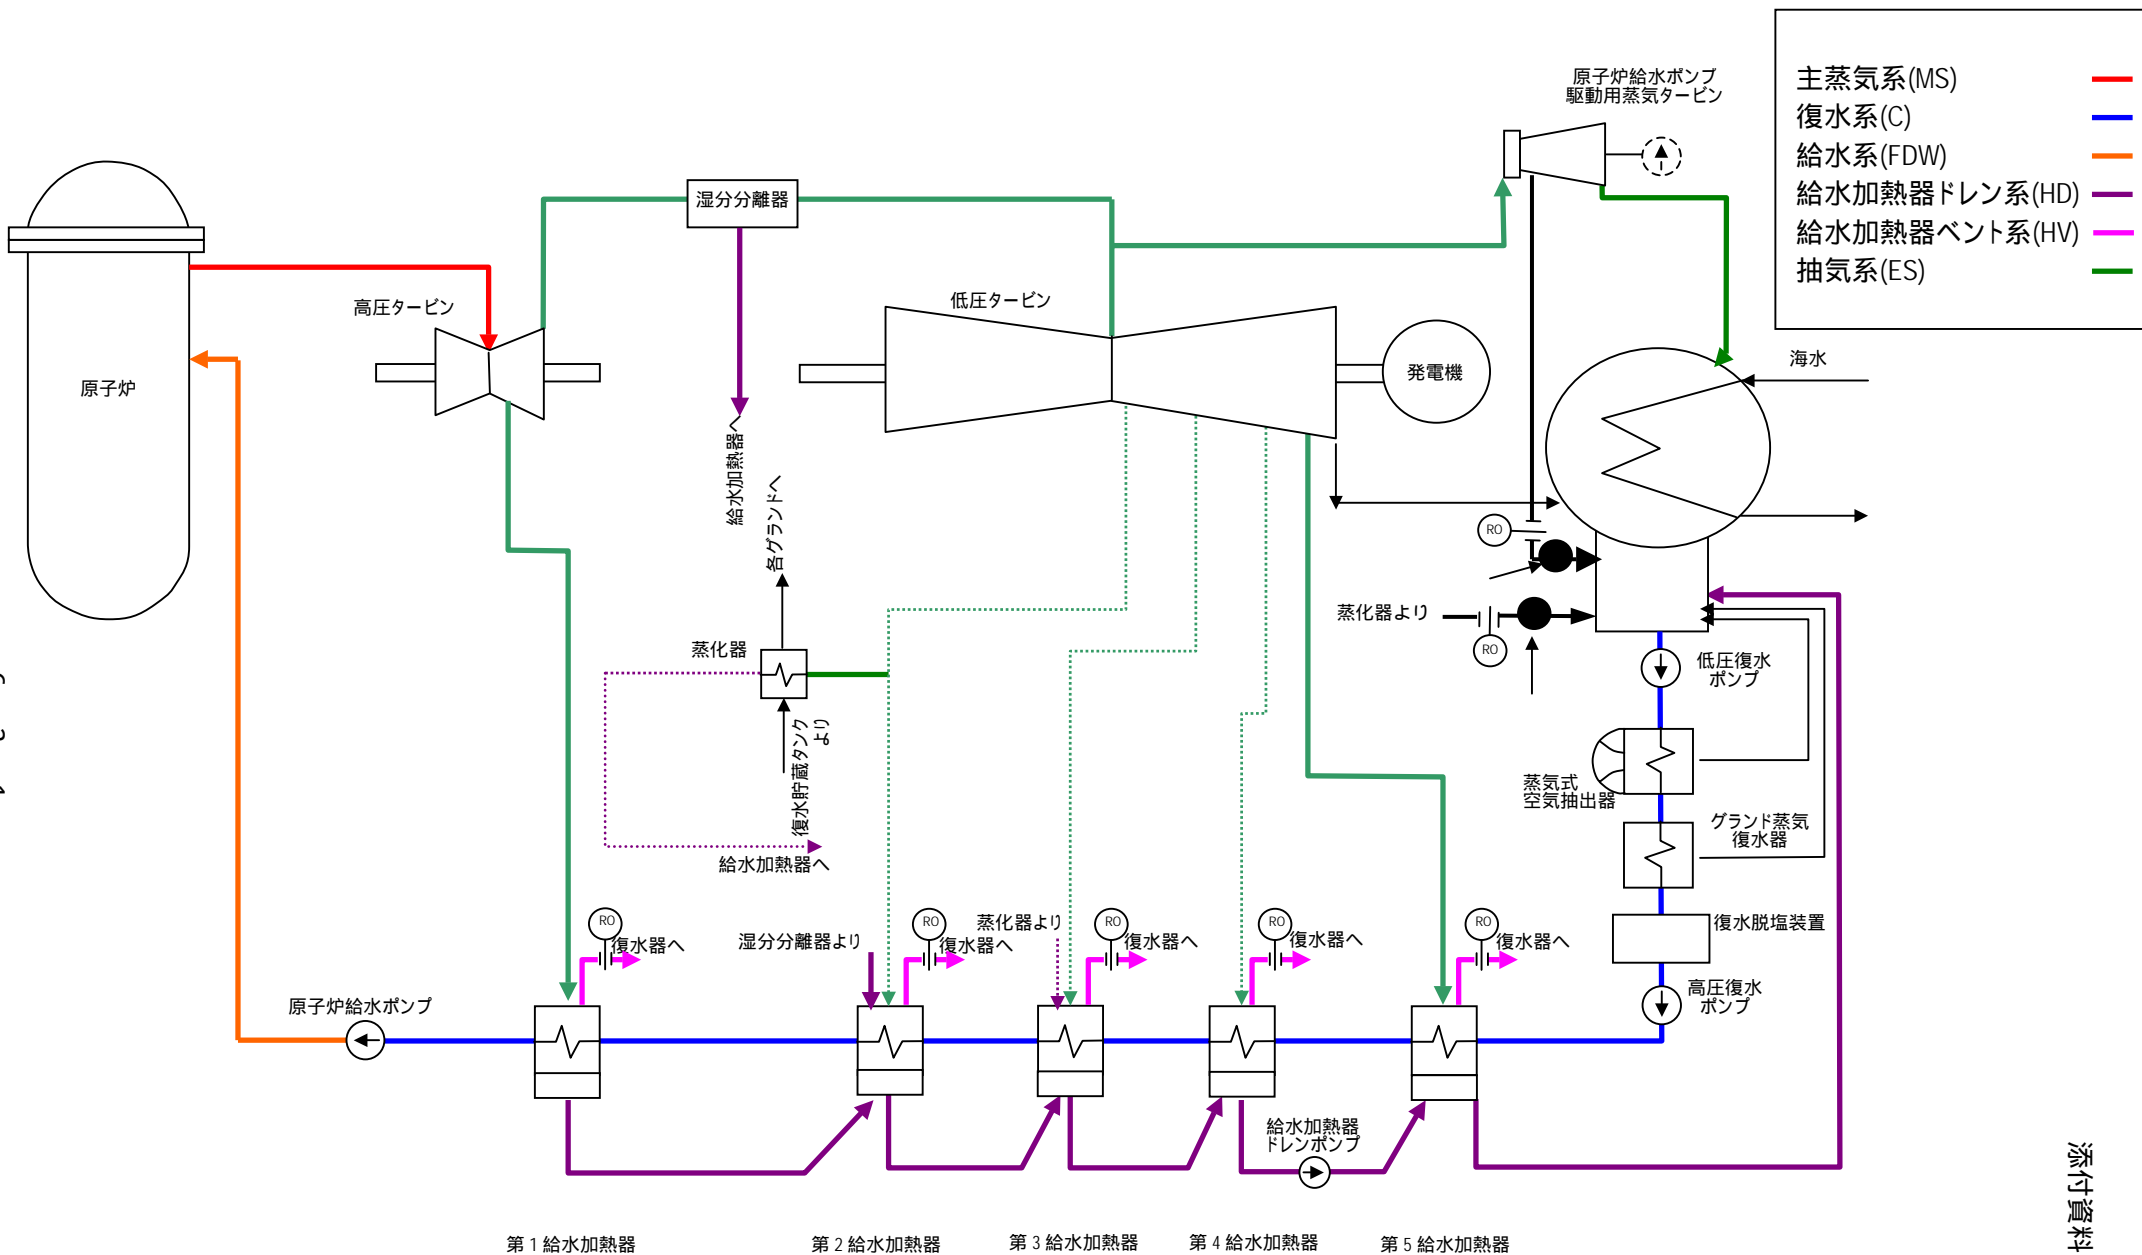 原子炉給水ポンプ
駆動用蒸気タービン
主蒸気系(MS)
復水系(C)
給水系(FDW)
給水加熱器ドレン系(HD)
給水加熱器ベント系(HV)
抽気系(ES)
湿分分離器
高圧タービン
低圧タービン
原子炉
発電機
海水
給水加熱器へ
各グランドへ
RO
蒸化器より
RO
蒸化器
復水貯蔵タンク
より
給水加熱器へ
低圧復水
ポンプ
蒸気式
空気抽出器
グランド蒸気
復水器
復水脱塩装置
高圧復水
ポンプ
RO
復水器へ
湿分分離器より
RO
復水器へ
蒸化器より
RO
復水器へ
RO
復水器へ
RO
復水器へ
原子炉給水ポンプ
給水加熱器
ドレンポンプ
第1給水加熱器
第2給水加熱器
第3給水加熱器
第4給水加熱器
第5給水加熱器
添付資料